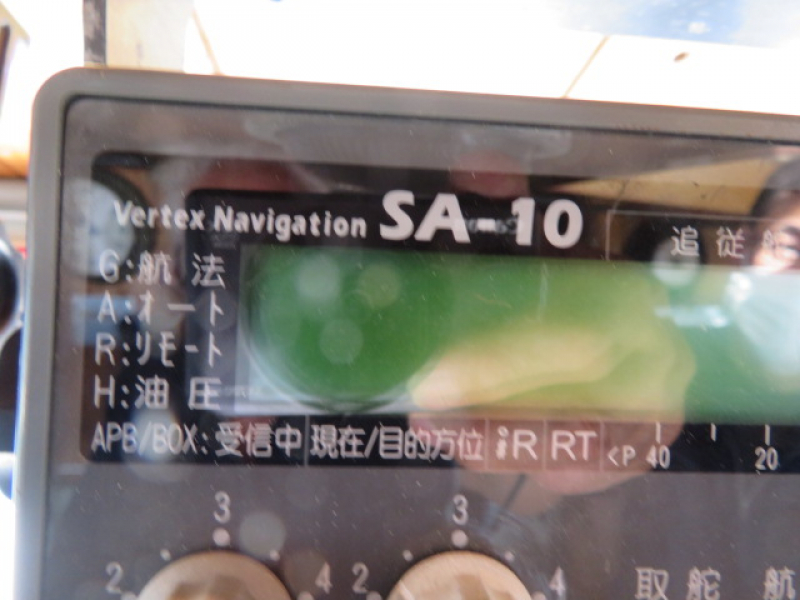 Vertex Navigation SA-10
追従
G:航法
A:オート
R:リモート
H:油圧
APB/BOX:受信中 現在/目的方位 R RT <P 40 20
3 3
2 4 2 4
取舵 航